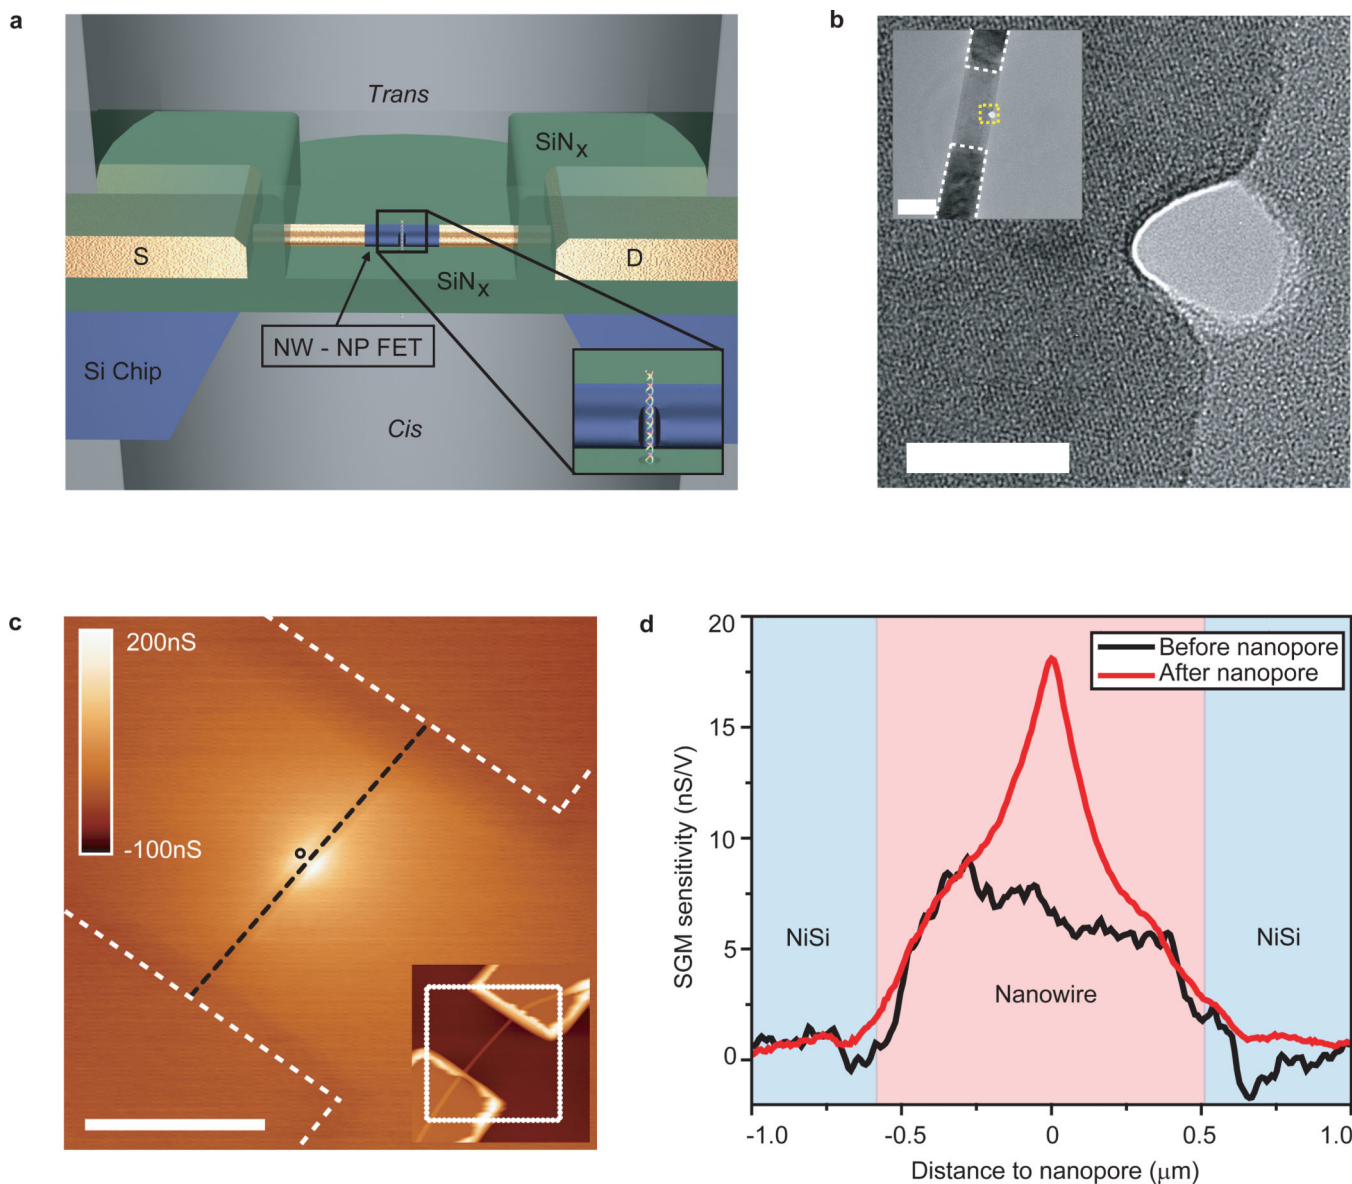 a
Trans
SiNx
S
D
SiNx
NW - NP FET
Si Chip
Cis
b
c
200nS
-100nS
d
20
15
10
5
0
SGM sensitivity (nS/V)
Before nanopore
After nanopore
NiSi
Nanowire
NiSi
-1.0
-0.5
0
0.5
1.0
Distance to nanopore (μm)